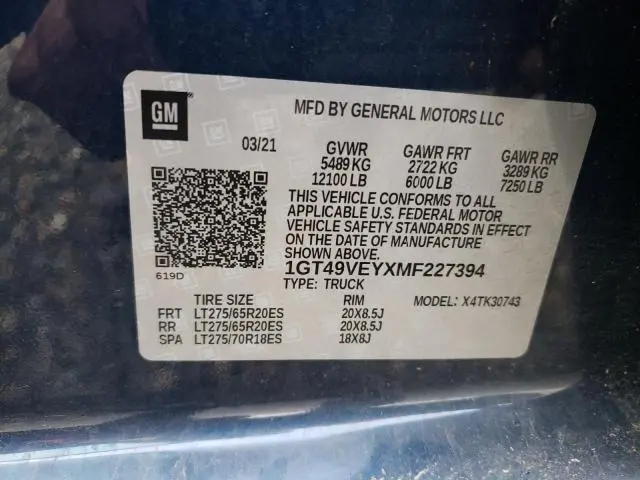 GM
MFD BY GENERAL MOTORS LLC
03/21 GVWR GAWR FRT GAWR RR
5489 KG 2722 KG 3289 KG
12100 LB 6000 LB 7250 LB
THIS VEHICLE CONFORMS TO ALL
APPLICABLE U.S. FEDERAL MOTOR
VEHICLE SAFETY STANDARDS IN EFFECT
ON THE DATE OF MANUFACTURE
SHOWN ABOVE.
619D
1GT49VEYXMF227394
TYPE: TRUCK
TIRE SIZE RIM MODEL: X4TK30743
FRT LT275/65R20ES 20X8.5J
RR LT275/65R20ES 20X8.5J
SPA LT275/70R18ES 18X8J